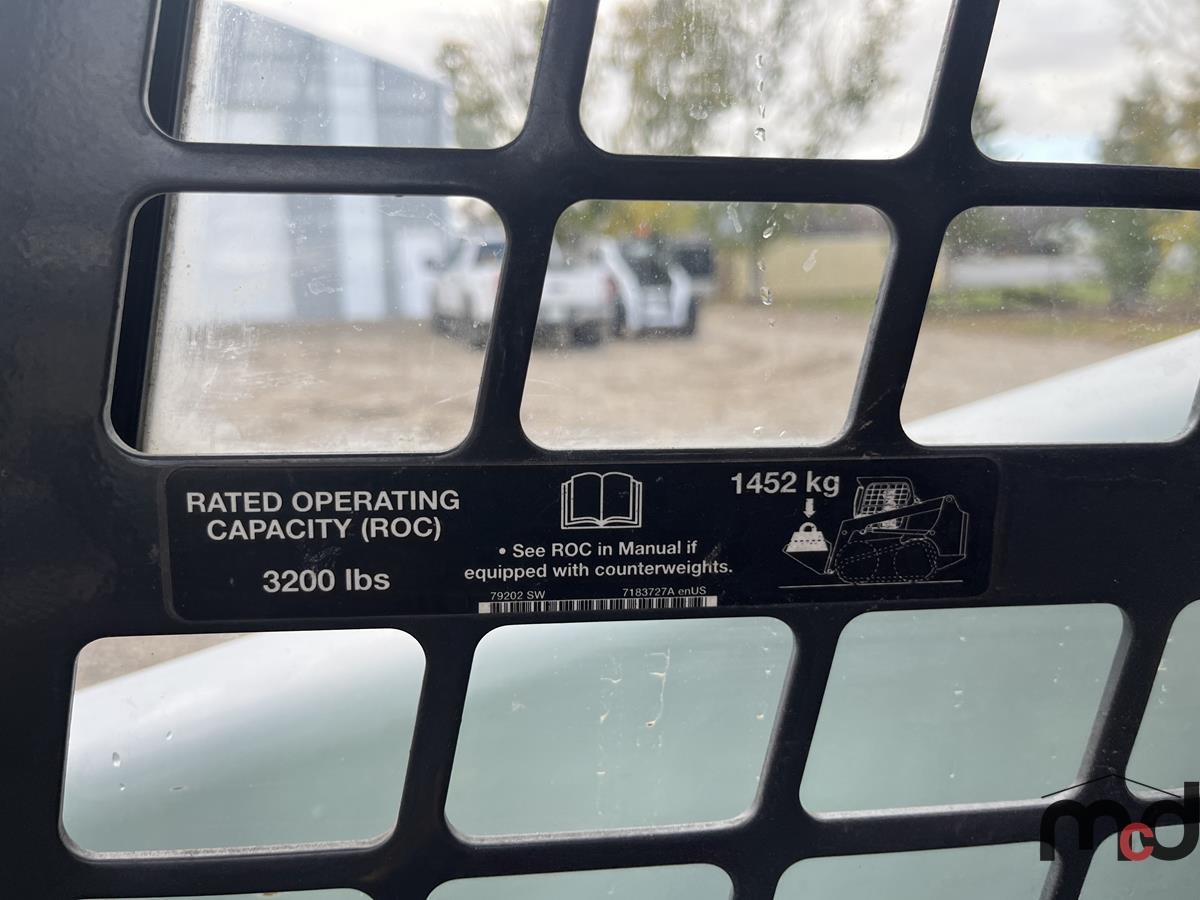 RATED OPERATING
CAPACITY (ROC)
3200 lbs
• See ROC in Manual if
equipped with counterweights.
79202 SW 7183727A enUS
1452 kg
mcd